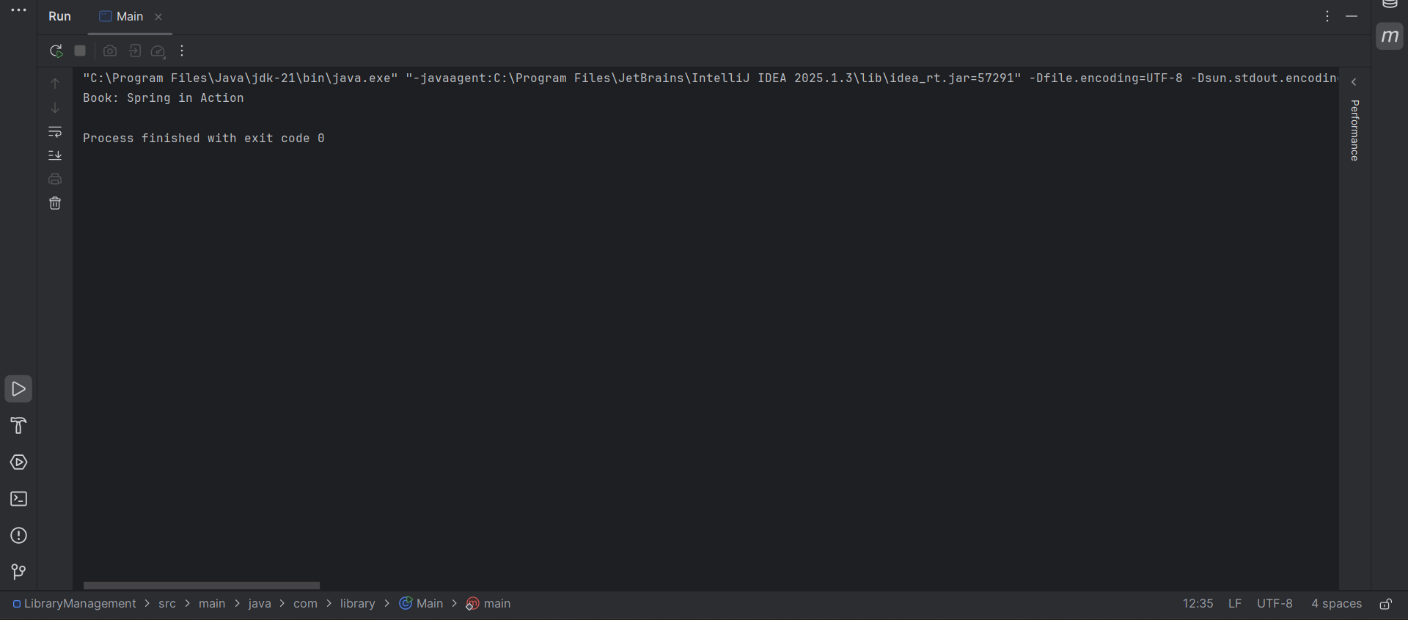 Run Main
"C:\Program Files\Java\jdk-21\bin\java.exe" "-javaagent:C:\Program Files\JetBrains\IntelliJ IDEA 2025.1.3\lib\idea_rt.jar=57291" -Dfile.encoding=UTF-8 -Dsun.stdout.encodin
Book: Spring in Action
Process finished with exit code 0
Performance
m
LibraryManagement > src > main > java > com > library > Main > main 12:35 LF UTF-8 4 spaces